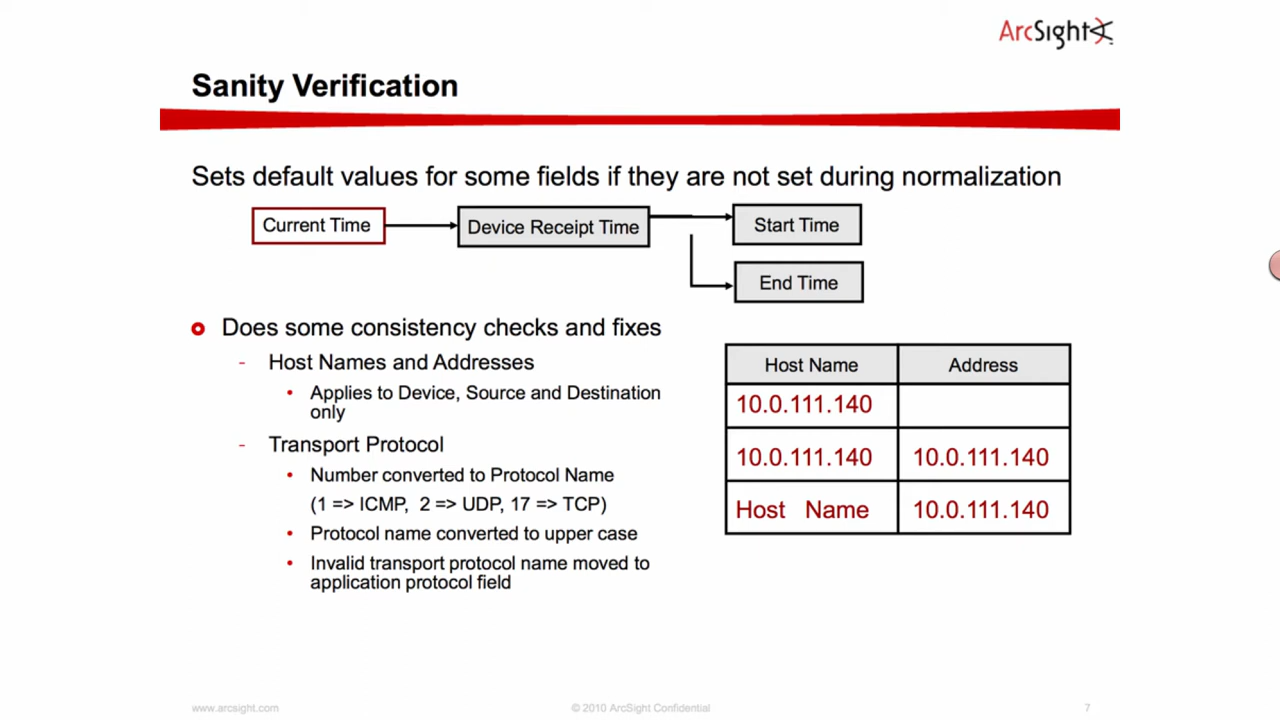 ArcSight
Sanity Verification
Sets default values for some fields if they are not set during normalization
Current Time
Device Receipt Time
Start Time
End Time
Does some consistency checks and fixes
- Host Names and Addresses
• Applies to Device, Source and Destination
only
- Transport Protocol
• Number converted to Protocol Name
(1 => ICMP, 2 => UDP, 17 => TCP)
• Protocol name converted to upper case
• Invalid transport protocol name moved to
application protocol field
Host Name Address
10.0.111.140
10.0.111.140 10.0.111.140
Host Name 10.0.111.140
www.arcsight.com © 2010 ArcSight Confidential 7